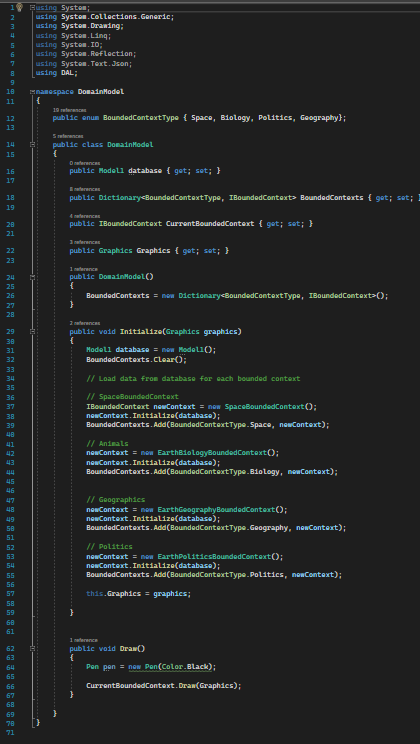 1 using System;
2 using System.Collections.Generic;
3 using System.Drawing;
4 using System.Linq;
5 using System.IO;
6 using System.Reflection;
7 using System.Text.Json;
8 using DAL;
9
10 namespace DomainModel
11 {
19 references
12 public enum BoundedContextType { Space, Biology, Politics, Geography};
13
5 references
14 public class DomainModel
15 {
0 references
16 public Model1 database { get; set; }
17
8 references
18 public Dictionary<BoundedContextType, IBoundedContext> BoundedContexts { get; set; }
19
4 references
20 public IBoundedContext CurrentBoundedContext { get; set; }
21
3 references
22 public Graphics Graphics { get; set; }
23
1 reference
24 public DomainModel()
25 {
26 BoundedContexts = new Dictionary<BoundedContextType, IBoundedContext>();
27 }
28
2 references
29 public void Initialize(Graphics graphics)
30 {
31 Model1 database = new Model1();
32 BoundedContexts.Clear();
33
34 // Load data from database for each bounded context
35
36 // SpaceBoundedContext
37 IBoundedContext newContext = new SpaceBoundedContext();
38 newContext.Initialize(database);
39 BoundedContexts.Add(BoundedContextType.Space, newContext);
40
41 // Animals
42 newContext = new EarthBiologyBoundedContext();
43 newContext.Initialize(database);
44 BoundedContexts.Add(BoundedContextType.Biology, newContext);
45
46
47 // Geographics
48 newContext = new EarthGeographyBoundedContext();
49 newContext.Initialize(database);
50 BoundedContexts.Add(BoundedContextType.Geography, newContext);
51
52 // Politics
53 newContext = new EarthPoliticsBoundedContext();
54 newContext.Initialize(database);
55 BoundedContexts.Add(BoundedContextType.Politics, newContext);
56
57 this.Graphics = graphics;
58
59 }
60
61
1 reference
62 public void Draw()
63 {
64 Pen pen = new Pen(Color.Black);
65
66 CurrentBoundedContext.Draw(Graphics);
67 }
68
69 }
70 }
71